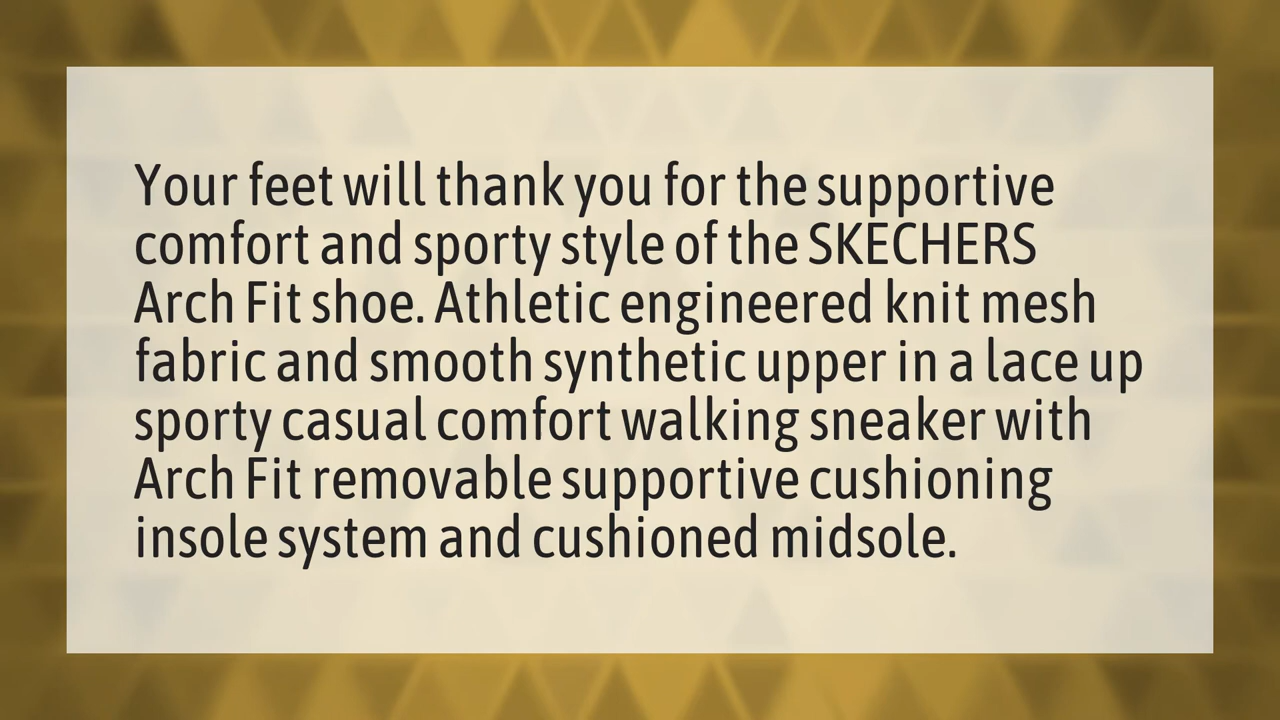 Your feet will thank you for the supportive
comfort and sporty style of the SKECHERS
Arch Fit shoe. Athletic engineered knit mesh
fabric and smooth synthetic upper in a lace up
sporty casual comfort walking sneaker with
Arch Fit removable supportive cushioning
insole system and cushioned midsole.